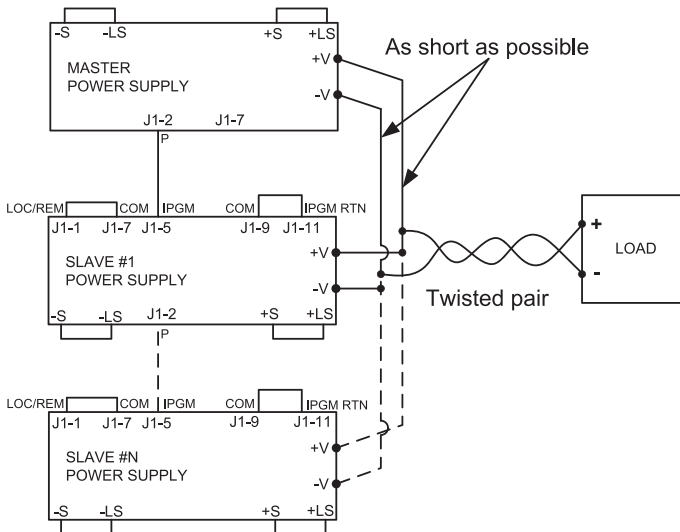 -S -LS +S +LS
As short as possible
MASTER
POWER SUPPLY
+V
-V
J1-2 J1-7
P
LOC/REM COM IPGM COM IPGM RTN
J1-1 J1-7 J1-5 J1-9 J1-11
SLAVE #1
POWER SUPPLY
+V
-V
+
LOAD
-
Twisted pair
-S -LS J1-2 +S +LS
P
LOC/REM COM IPGM COM IPGM RTN
J1-1 J1-7 J1-5 J1-9 J1-11
SLAVE #N
POWER SUPPLY
+V
-V
-S -LS +S +LS